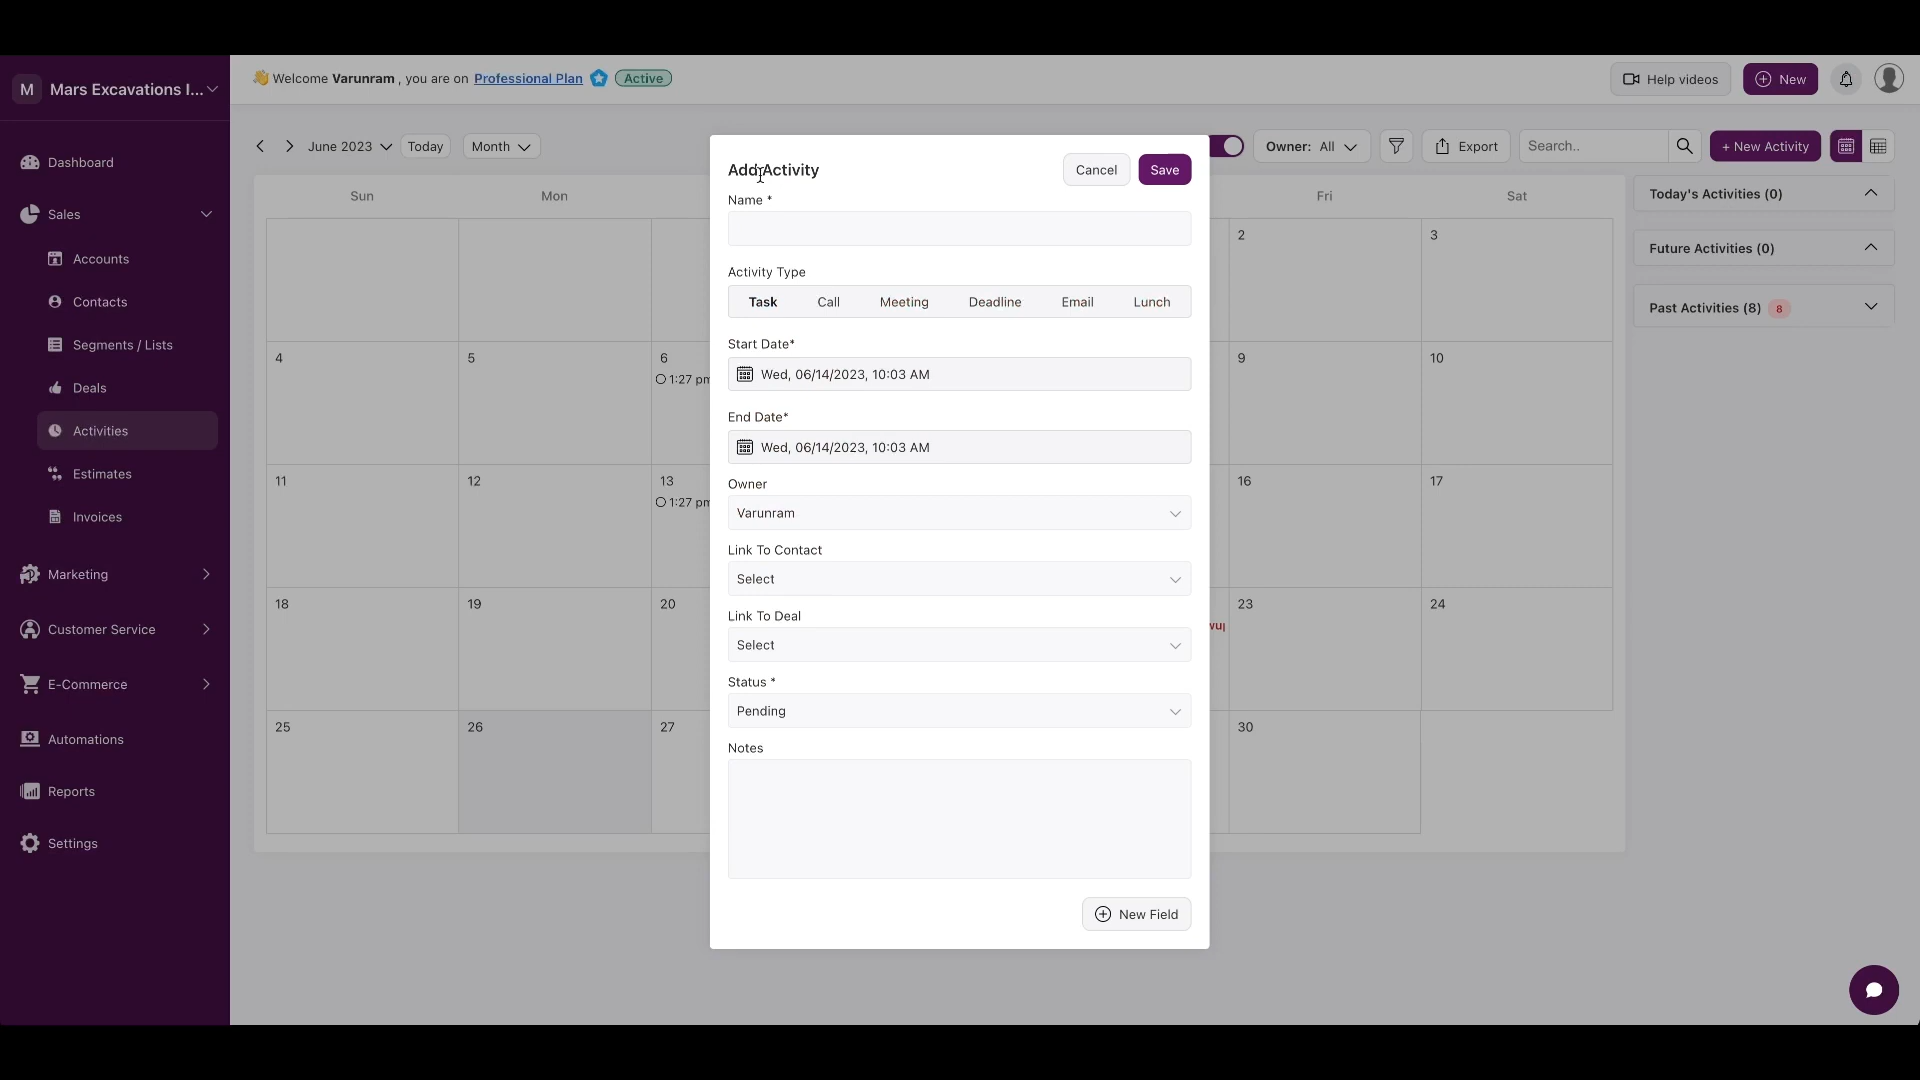 M Mars Excavations I...
👋 Welcome Varunram , you are on Professional Plan Active
Help videos
New
Dashboard
Sales
Accounts
Contacts
Segments / Lists
Deals
Activities
Estimates
Invoices
Marketing
Customer Service
E-Commerce
Automations
Reports
Settings
June 2023 Today Month
Owner: All Export Search.. + New Activity
Sun Mon Fri Sat
2 3
4 5 6 9 10
1:27 pm
11 12 13 16 17
1:27 pm
18 19 20 23 24
25 26 27 30
Add Activity Cancel Save
Name *
Activity Type
Task Call Meeting Deadline Email Lunch
Start Date*
Wed, 06/14/2023, 10:03 AM
End Date*
Wed, 06/14/2023, 10:03 AM
Owner
Varunram
Link To Contact
Select
Link To Deal
Select
Status *
Pending
Notes
New Field
Today's Activities (0)
Future Activities (0)
Past Activities (8) 8